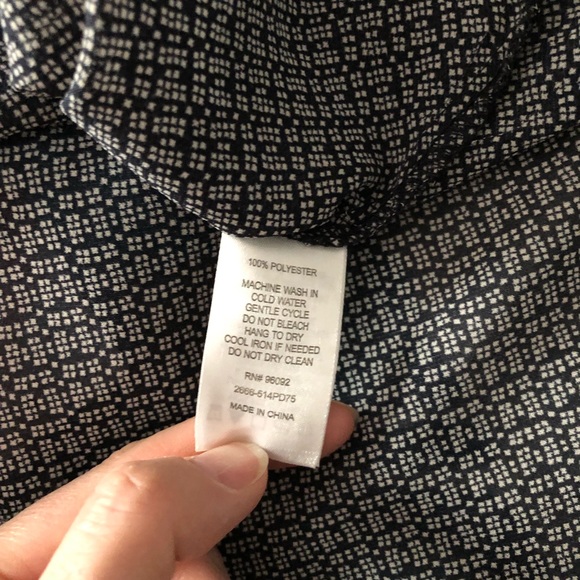 100% POLYESTER
MACHINE WASH IN
COLD WATER
GENTLE CYCLE
DO NOT BLEACH
HANG TO DRY
COOL IRON IF NEEDED
DO NOT DRY CLEAN
RN# 96092
2666-514PD75
MADE IN CHINA